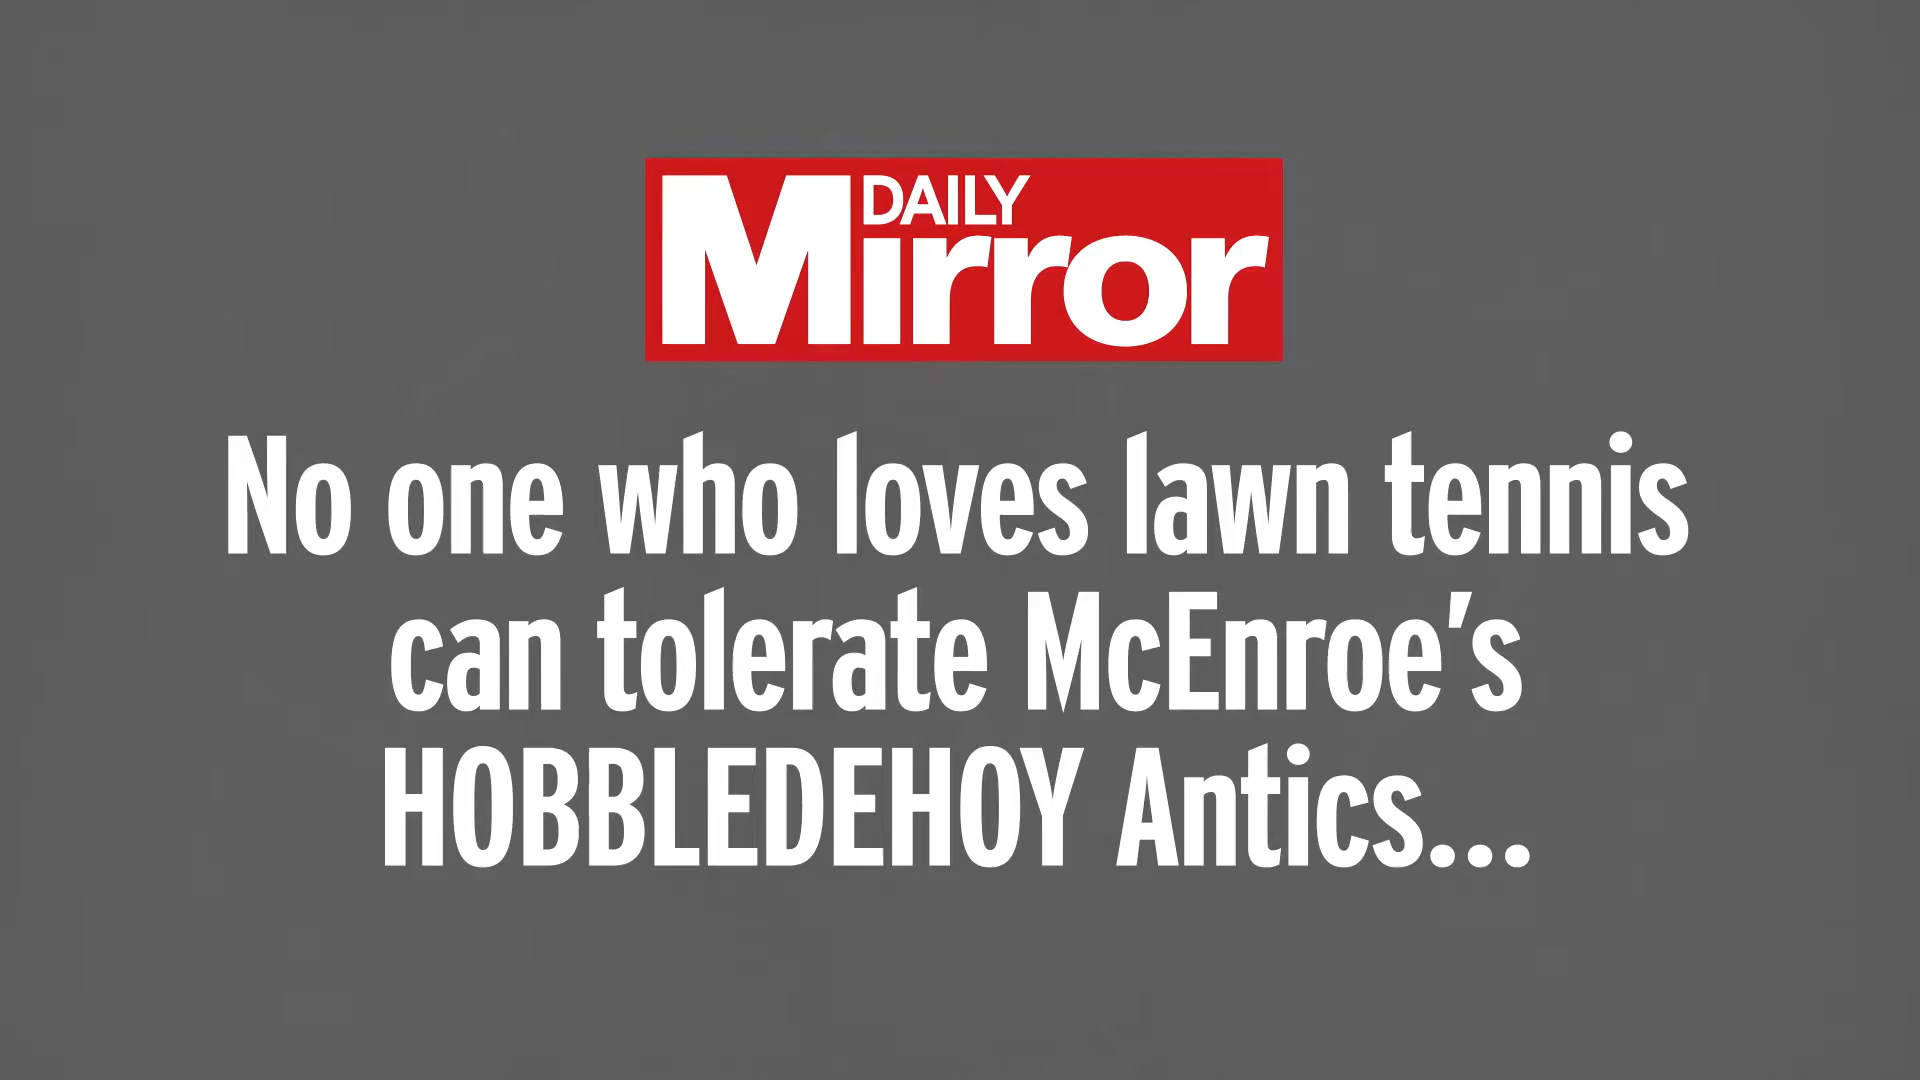 DAILY
Mirror
No one who loves lawn tennis
can tolerate McEnroe's
HOBBLEDEHOY Antics...